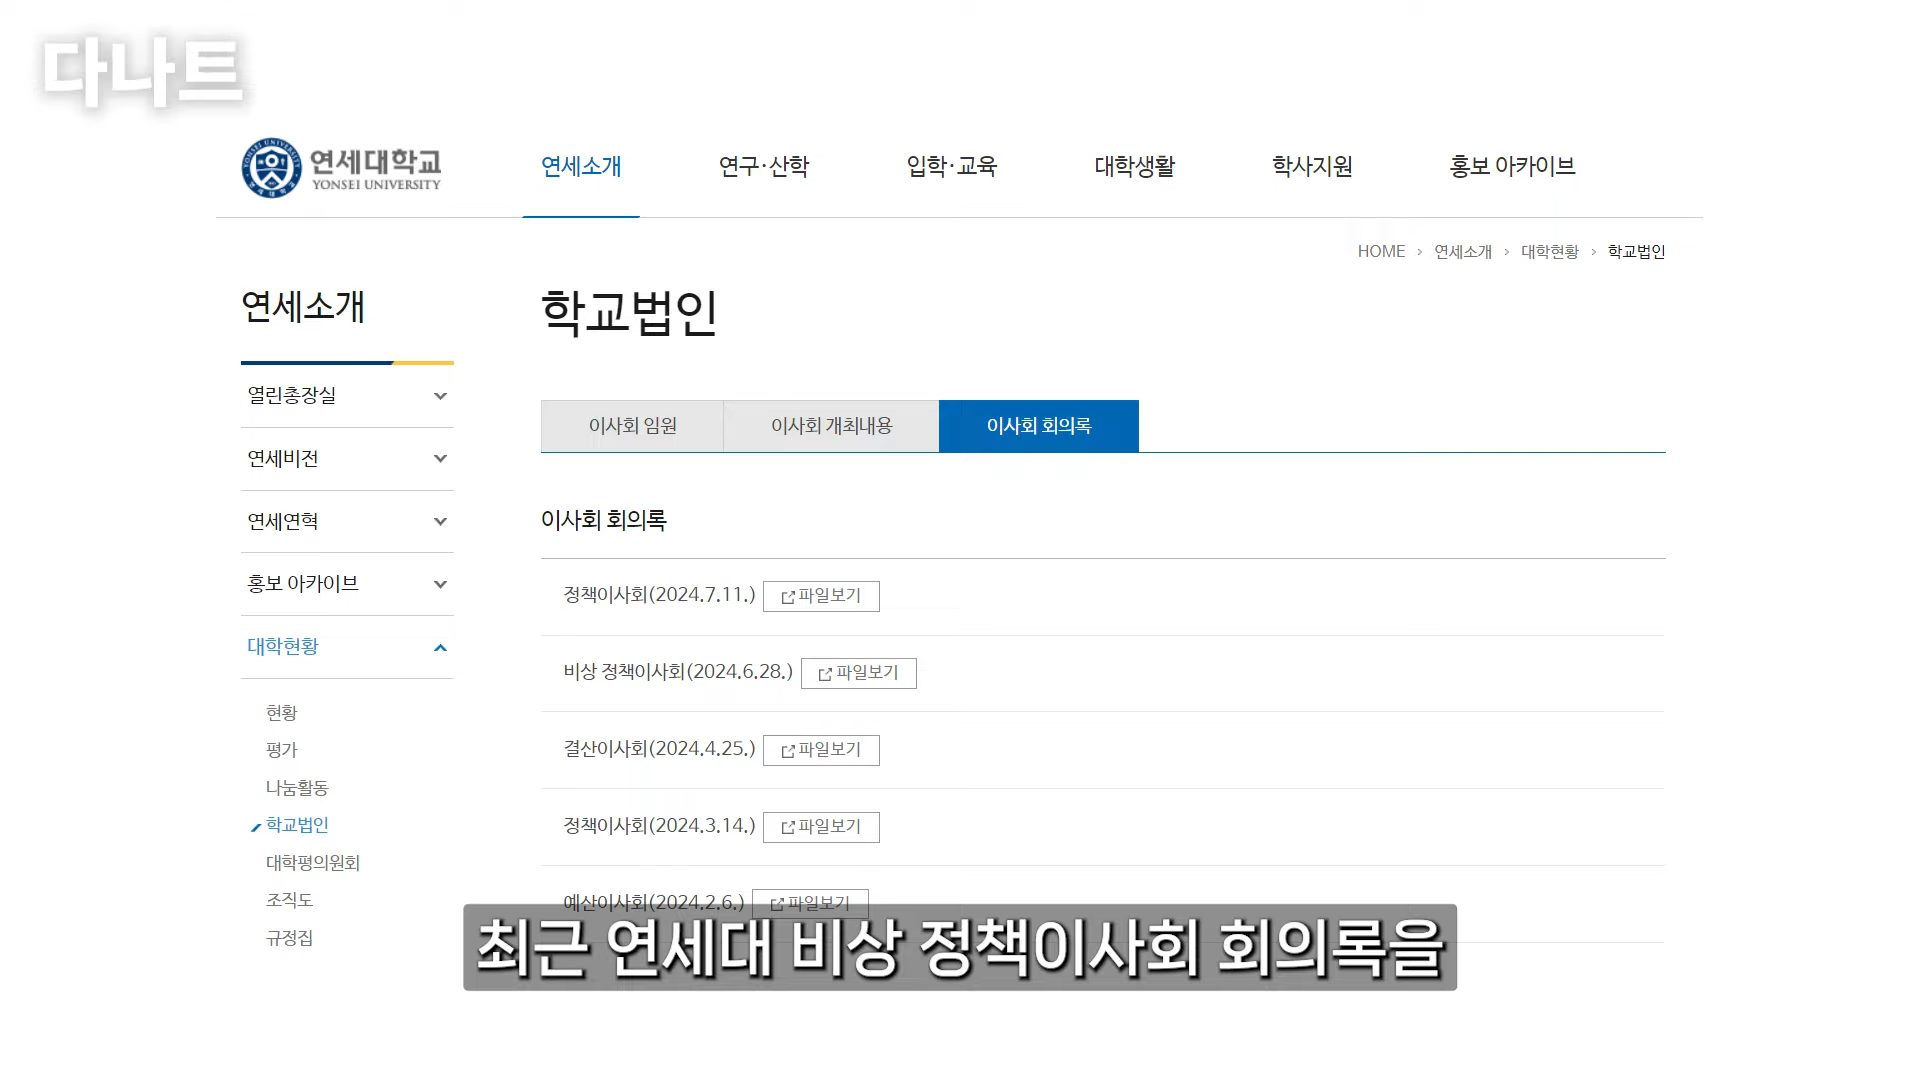 다나트
연세대학교
YONSEI UNIVERSITY
연세소개
연구·산학
입학·교육
대학생활
학사지원
홍보 아카이브
HOME > 연세소개 > 대학현황 > 학교법인
연세소개
열린총장실
연세비전
연세연혁
홍보 아카이브
대학현황
현황
평가
나눔활동
학교법인
대학평의원회
조직도
규정집
학교법인
이사회 임원
이사회 개최내용
이사회 회의록
이사회 회의록
정책이사회(2024.7.11.) 파일보기
비상 정책이사회(2024.6.28.) 파일보기
결산이사회(2024.4.25.) 파일보기
정책이사회(2024.3.14.) 파일보기
예산이사회(2024.2.6.) 파일보기
최근 연세대 비상 정책이사회 회의록을